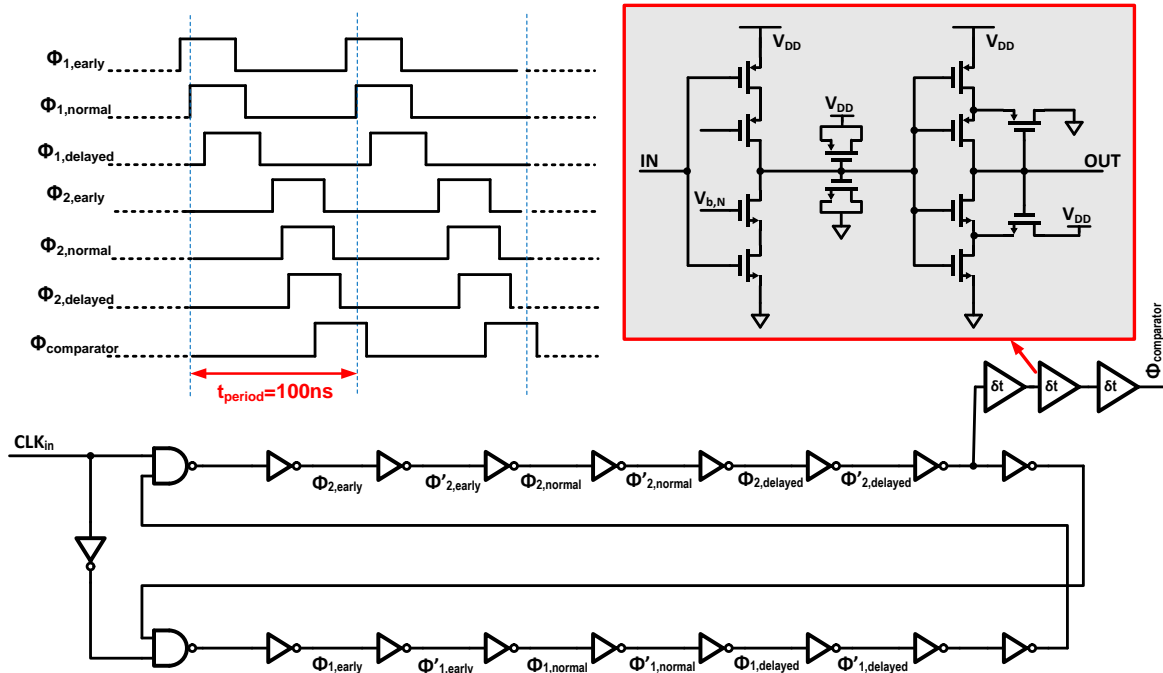 Φ1,early
Φ1,normal
Φ1,delayed
Φ2,early
Φ2,normal
Φ2,delayed
Φcomparator
tperiod=100ns
VDD
VDD
VDD
IN
OUT
Vb,N
VDD
δt
δt
δt
Φcomparator
CLKin
Φ2,early
Φ'2,early
Φ2,normal
Φ'2,normal
Φ2,delayed
Φ'2,delayed
Φ1,early
Φ'1,early
Φ1,normal
Φ'1,normal
Φ1,delayed
Φ'1,delayed